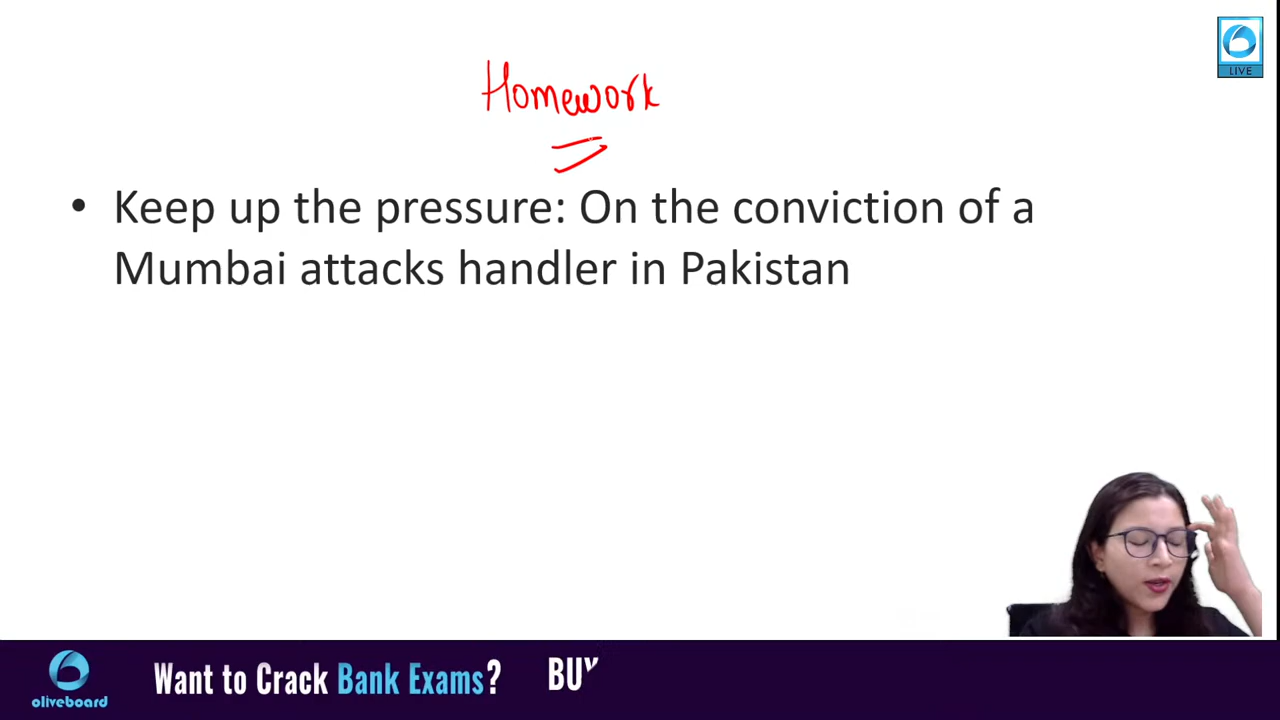 LIVE
Homework
• Keep up the pressure: On the conviction of a
Mumbai attacks handler in Pakistan
oliveboard
Want to Crack Bank Exams?
BUY